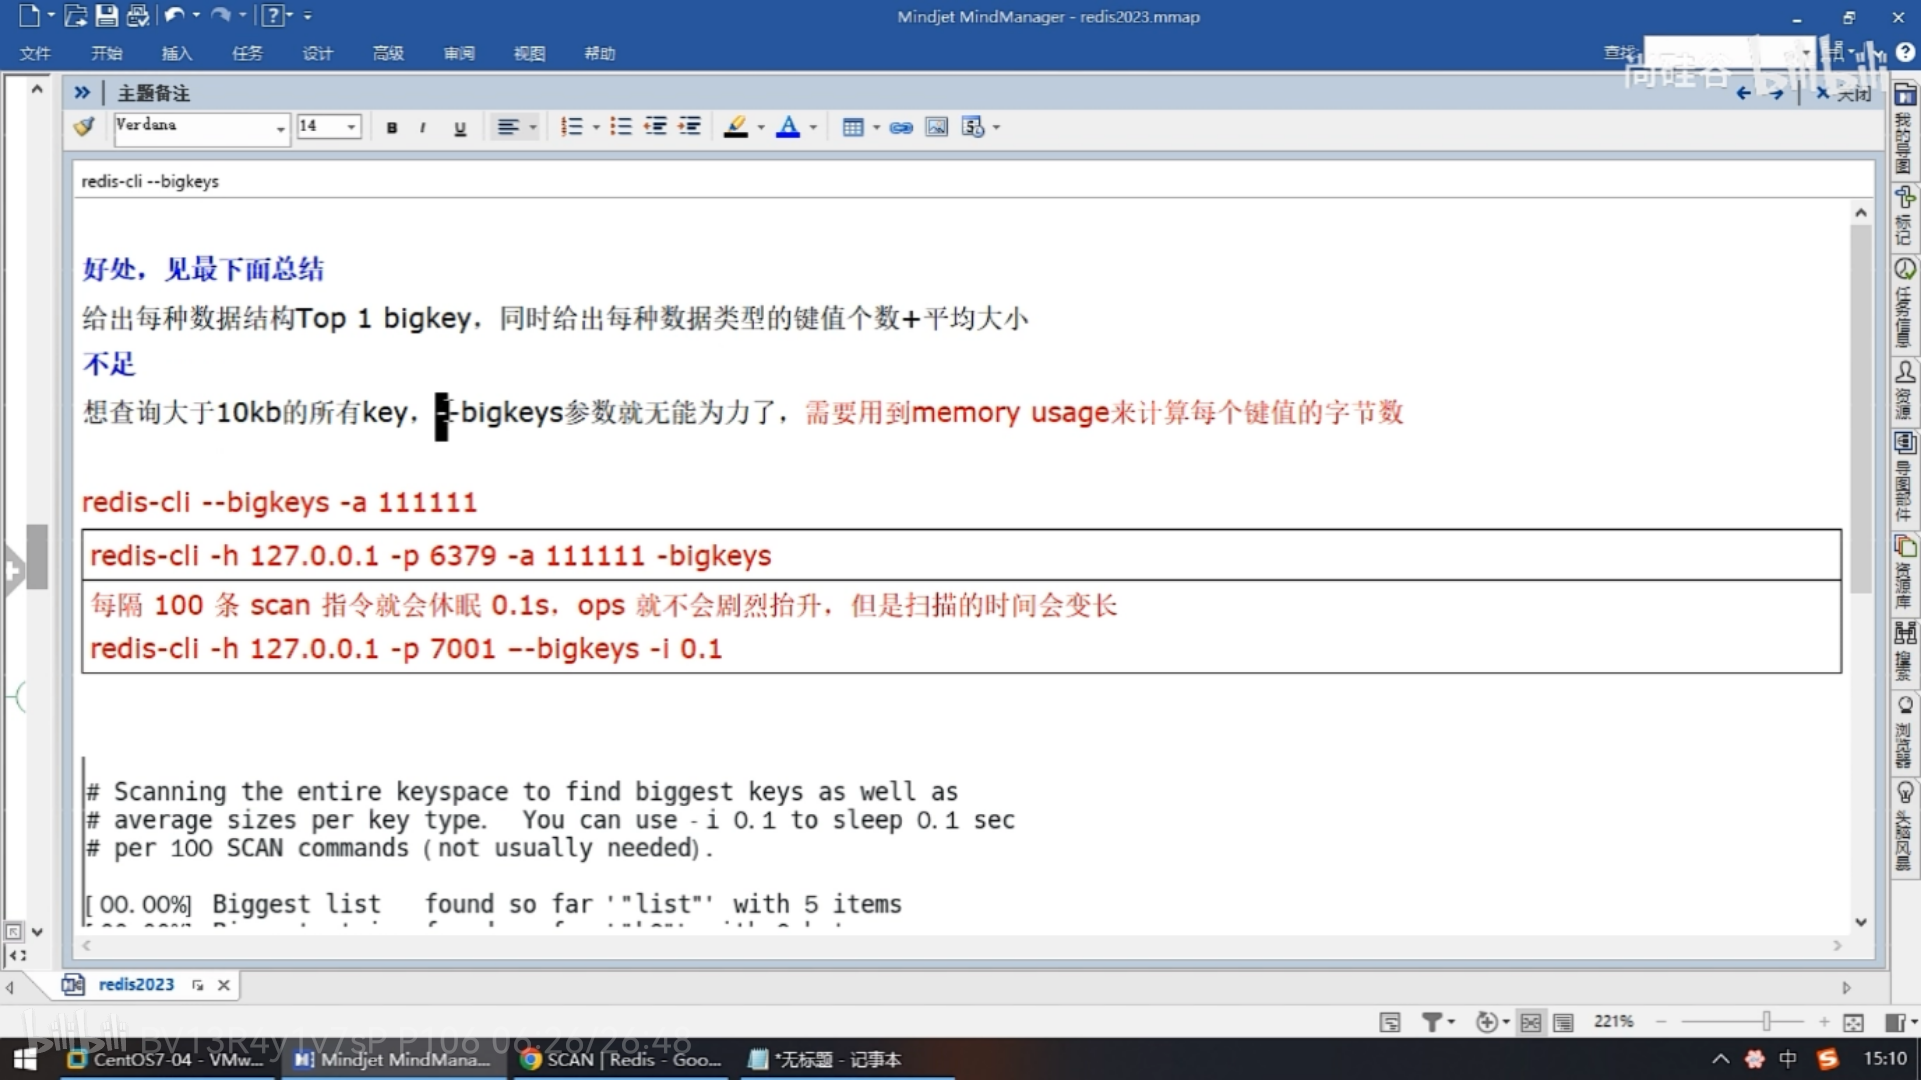 Mindjet MindManager - redis2023.mmap
文件 开始 插入 任务 设计 高级 审阅 视图 帮助
查找:
尚硅谷 bilibili
主题备注
关闭
Verdana 14 B I U A
redis-cli --bigkeys
好处，见最下面总结
给出每种数据结构Top 1 bigkey，同时给出每种数据类型的键值个数+平均大小
不足
想查询大于10kb的所有key，--bigkeys参数就无能为力了，需要用到memory usage来计算每个键值的字节数
redis-cli --bigkeys -a 111111
redis-cli -h 127.0.0.1 -p 6379 -a 111111 -bigkeys
每隔 100 条 scan 指令就会休眠 0.1s，ops 就不会剧烈抬升，但是扫描的时间会变长
redis-cli -h 127.0.0.1 -p 7001 –-bigkeys -i 0.1
# Scanning the entire keyspace to find biggest keys as well as
# average sizes per key type.  You can use -i 0.1 to sleep 0.1 sec
# per 100 SCAN commands (not usually needed).
[00.00%] Biggest list   found so far '"list"' with 5 items
我的导图
标记
任务信息
资源
导图部件
资源库
搜索
浏览器
头脑风暴
redis2023
221%
bilibili BV13R4y1v7sP P106 06:26/26:48
CentOS7-04 - VMw...
Mindjet MindMana...
SCAN | Redis - Goo...
*无标题 - 记事本
中
15:10